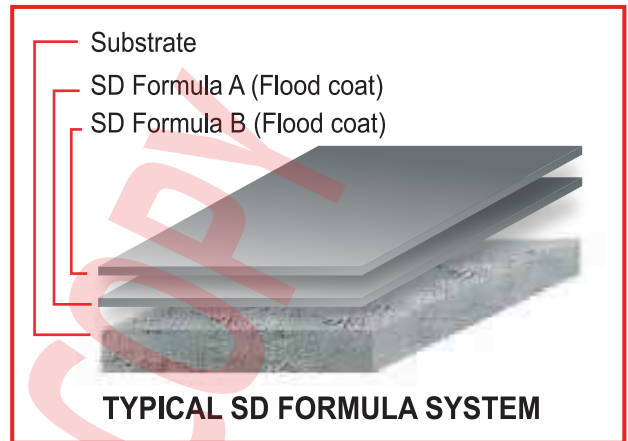 Substrate
SD Formula A (Flood coat)
SD Formula B (Flood coat)
COPY
TYPICAL SD FORMULA SYSTEM